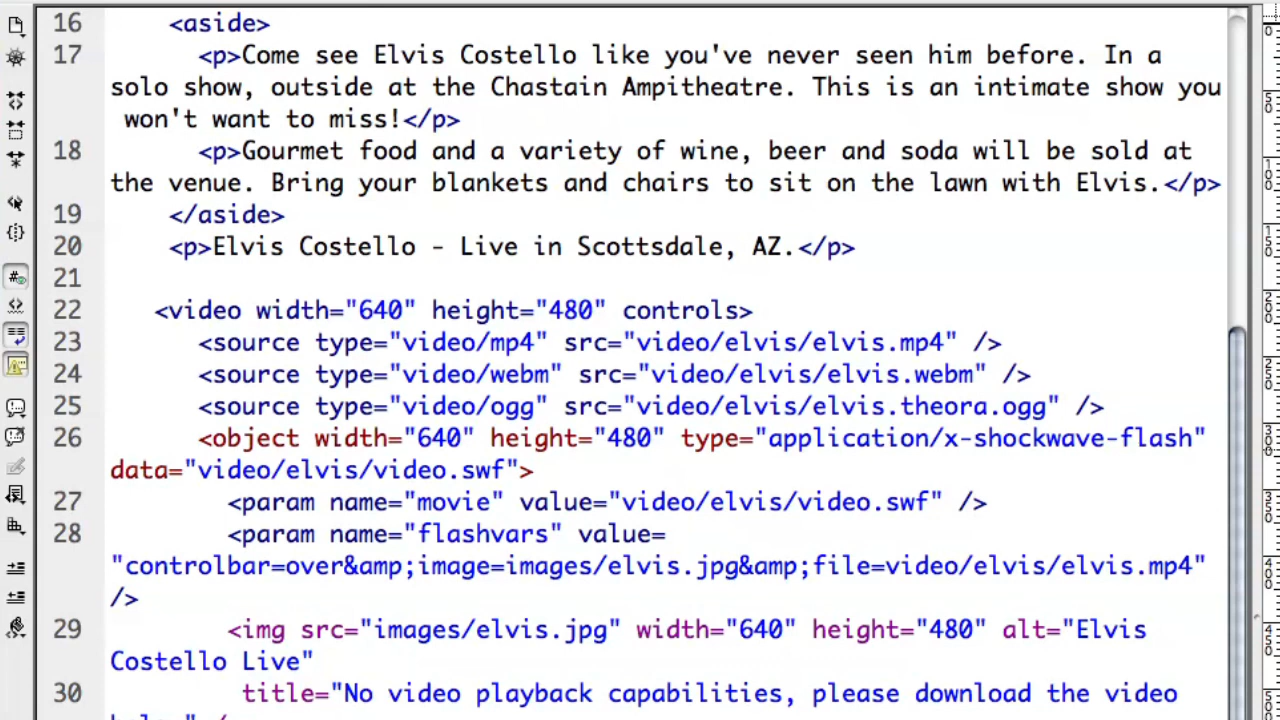 16 <aside>
17 <p>Come see Elvis Costello like you've never seen him before. In a
solo show, outside at the Chastain Ampitheatre. This is an intimate show you
won't want to miss!</p>
18 <p>Gourmet food and a variety of wine, beer and soda will be sold at
the venue. Bring your blankets and chairs to sit on the lawn with Elvis.</p>
19 </aside>
20 <p>Elvis Costello - Live in Scottsdale, AZ.</p>
21
22 <video width="640" height="480" controls>
23 <source type="video/mp4" src="video/elvis/elvis.mp4" />
24 <source type="video/webm" src="video/elvis/elvis.webm" />
25 <source type="video/ogg" src="video/elvis/elvis.theora.ogg" />
26 <object width="640" height="480" type="application/x-shockwave-flash"
data="video/elvis/video.swf">
27 <param name="movie" value="video/elvis/video.swf" />
28 <param name="flashvars" value=
"controlbar=over&amp;image=images/elvis.jpg&amp;file=video/elvis/elvis.mp4"
/>
29 <img src="images/elvis.jpg" width="640" height="480" alt="Elvis
Costello Live"
30 title="No video playback capabilities, please download the video